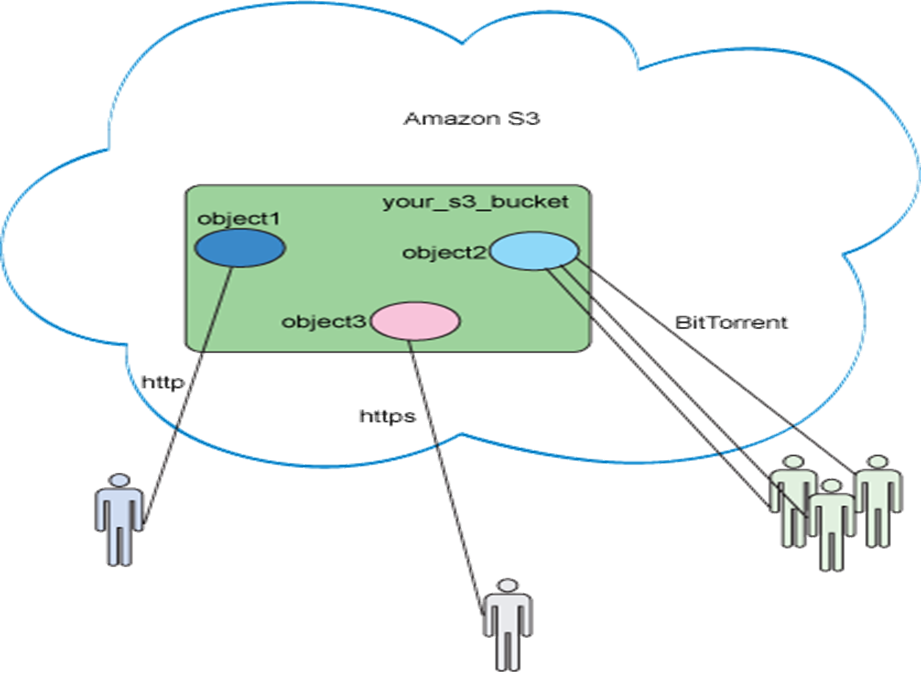 Amazon S3
your_s3_bucket
object1
object2
object3
BitTorrent
http
https